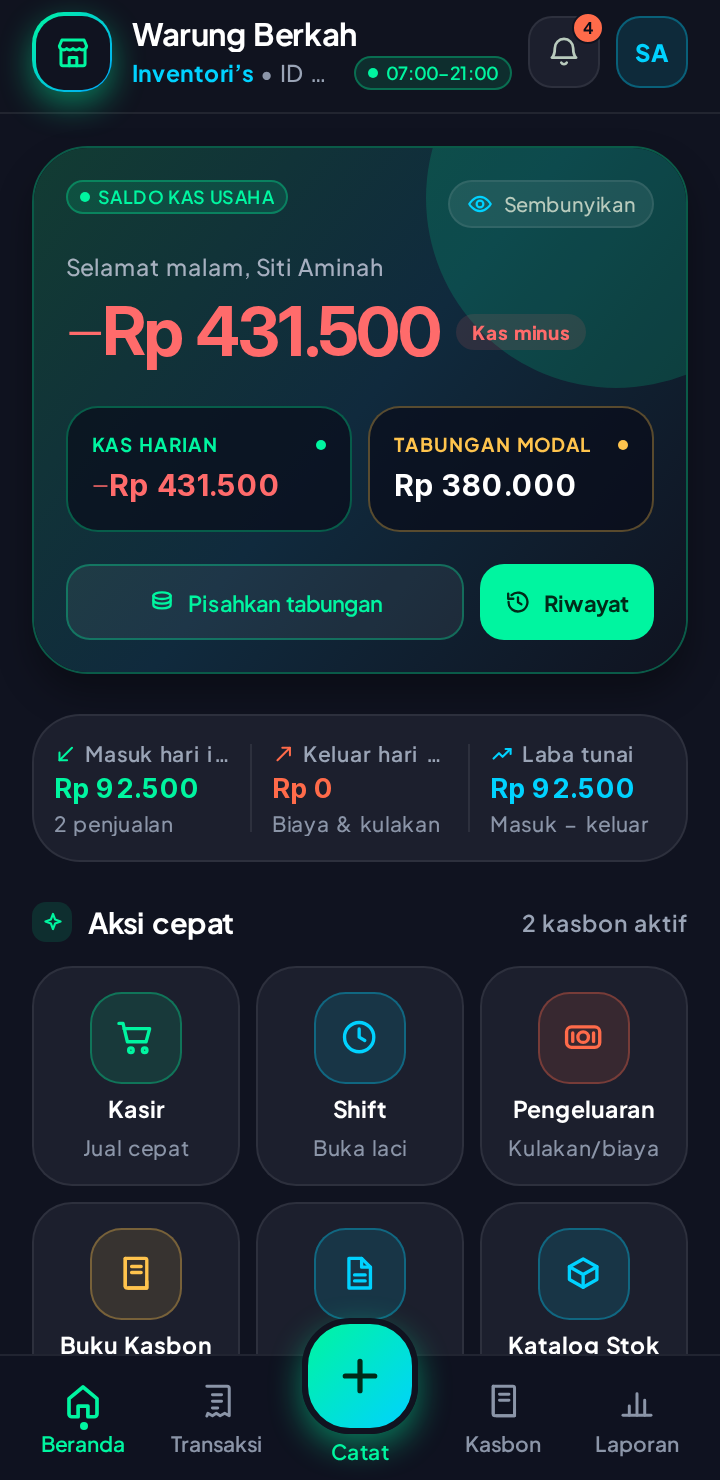 Warung Berkah
4
SA
Inventori's • ID ...
07:00–21:00
SALDO KAS USAHA
Sembunyikan
Selamat malam, Siti Aminah
−Rp 431.500
Kas minus
KAS HARIAN
−Rp 431.500
TABUNGAN MODAL
Rp 380.000
Pisahkan tabungan
Riwayat
Masuk hari i...
Rp 92.500
2 penjualan
Keluar hari ...
Rp 0
Biaya & kulakan
Laba tunai
Rp 92.500
Masuk − keluar
Aksi cepat
2 kasbon aktif
Kasir
Jual cepat
Shift
Buka laci
Pengeluaran
Kulakan/biaya
Buku Kasbon
Katalog Stok
Beranda
Transaksi
Catat
Kasbon
Laporan